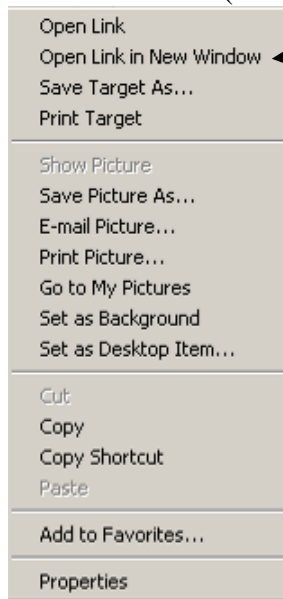 Open Link
Open Link in New Window
Save Target As...
Print Target
Show Picture
Save Picture As...
E-mail Picture...
Print Picture...
Go to My Pictures
Set as Background
Set as Desktop Item...
Cut
Copy
Copy Shortcut
Paste
Add to Favorites...
Properties